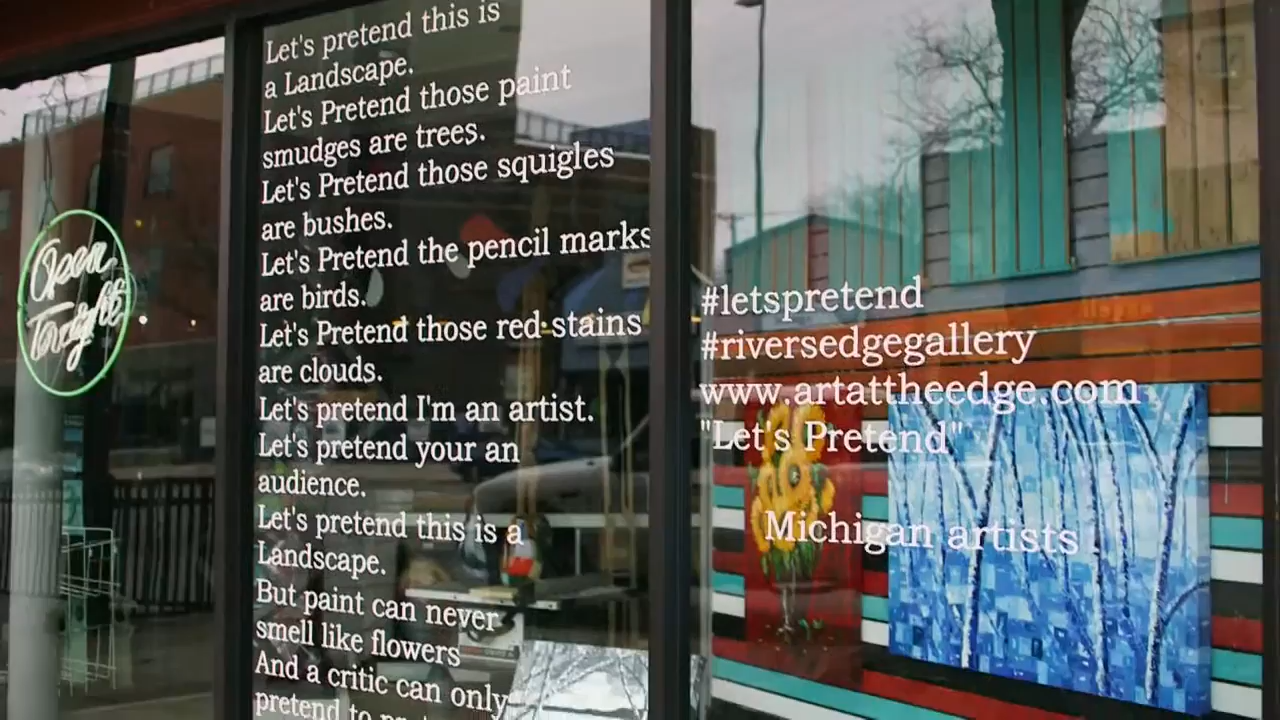 Open
Tonight
Let's pretend this is
a Landscape.
Let's Pretend those paint
smudges are trees.
Let's Pretend those squigles
are bushes.
Let's Pretend the pencil marks
are birds.
Let's Pretend those red stains
are clouds.
Let's pretend I'm an artist.
Let's pretend your an
audience.
Let's pretend this is a
Landscape.
But paint can never
smell like flowers
And a critic can only
pretend to
#letspretend
#riversedgegallery
www.artattheedge.com
"Let's Pretend"
Michigan artists